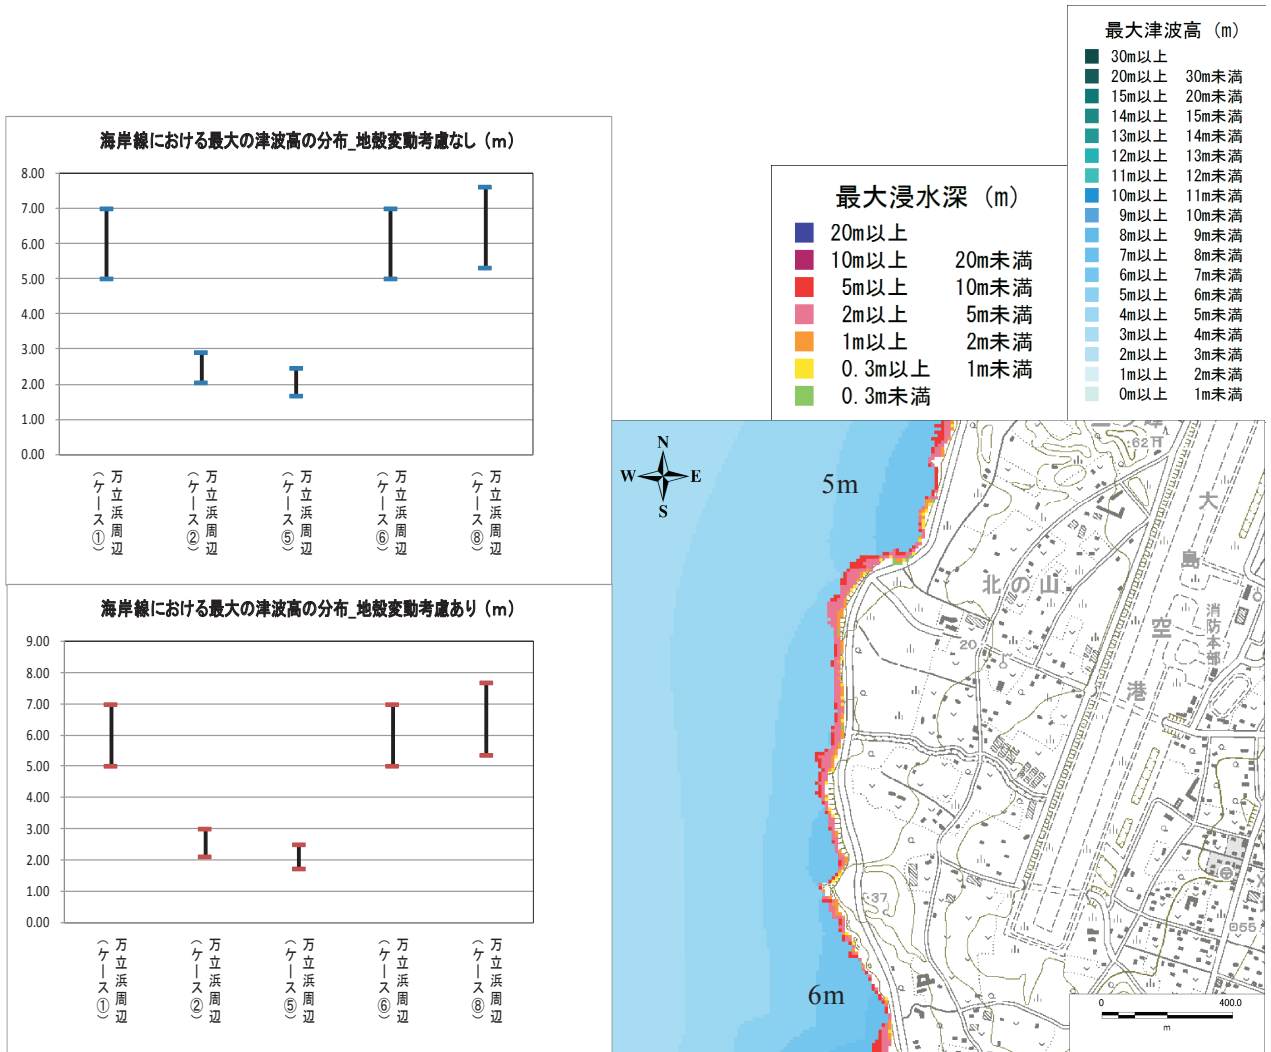 海岸線における最大の津波高の分布_地殻変動考慮なし（m）
8.00
7.00
6.00
5.00
4.00
3.00
2.00
1.00
0.00
万立浜周辺
（ケース①）
万立浜周辺
（ケース②）
万立浜周辺
（ケース⑤）
万立浜周辺
（ケース⑥）
万立浜周辺
（ケース⑧）
海岸線における最大の津波高の分布_地殻変動考慮あり（m）
9.00
8.00
7.00
6.00
5.00
4.00
3.00
2.00
1.00
0.00
万立浜周辺
（ケース①）
万立浜周辺
（ケース②）
万立浜周辺
（ケース⑤）
万立浜周辺
（ケース⑥）
万立浜周辺
（ケース⑧）
最大浸水深（m）
20m以上
10m以上 20m未満
5m以上 10m未満
2m以上 5m未満
1m以上 2m未満
0.3m以上 1m未満
0.3m未満
最大津波高（m）
30m以上
20m以上 30m未満
15m以上 20m未満
14m以上 15m未満
13m以上 14m未満
12m以上 13m未満
11m以上 12m未満
10m以上 11m未満
9m以上 10m未満
8m以上 9m未満
7m以上 8m未満
6m以上 7m未満
5m以上 6m未満
4m以上 5m未満
3m以上 4m未満
2m以上 3m未満
1m以上 2m未満
0m以上 1m未満
N
W E
S
5m
62
大島空港
北の山
消防本部
20
37
55
6m
0 400.0
m